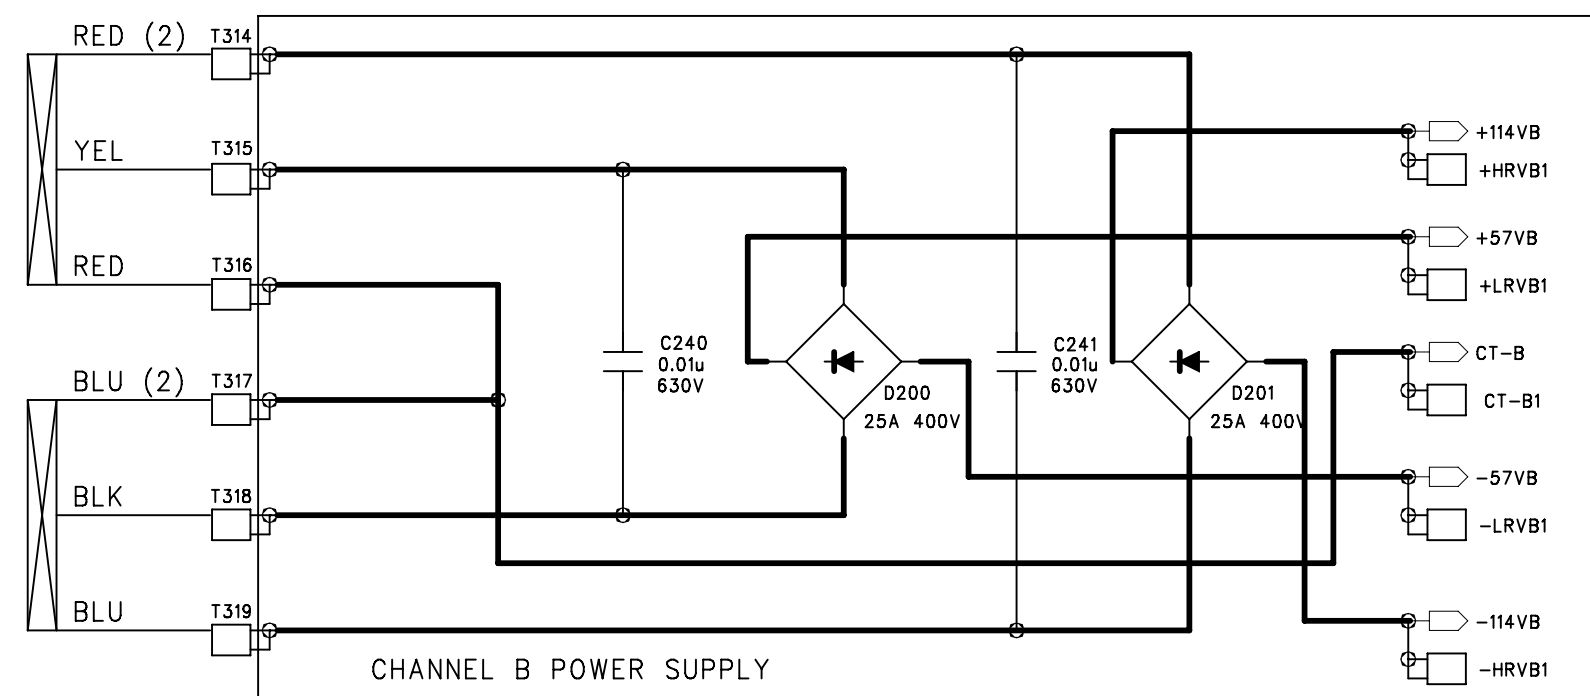 RED (2)
T314
YEL
T315
RED
T316
BLU (2)
T317
BLK
T318
BLU
T319
C240
0.01u
630V
D200
25A 400V
C241
0.01u
630V
D201
25A 400V
+114VB
+HRVB1
+57VB
+LRVB1
CT-B
CT-B1
-57VB
-LRVB1
-114VB
-HRVB1
CHANNEL B POWER SUPPLY